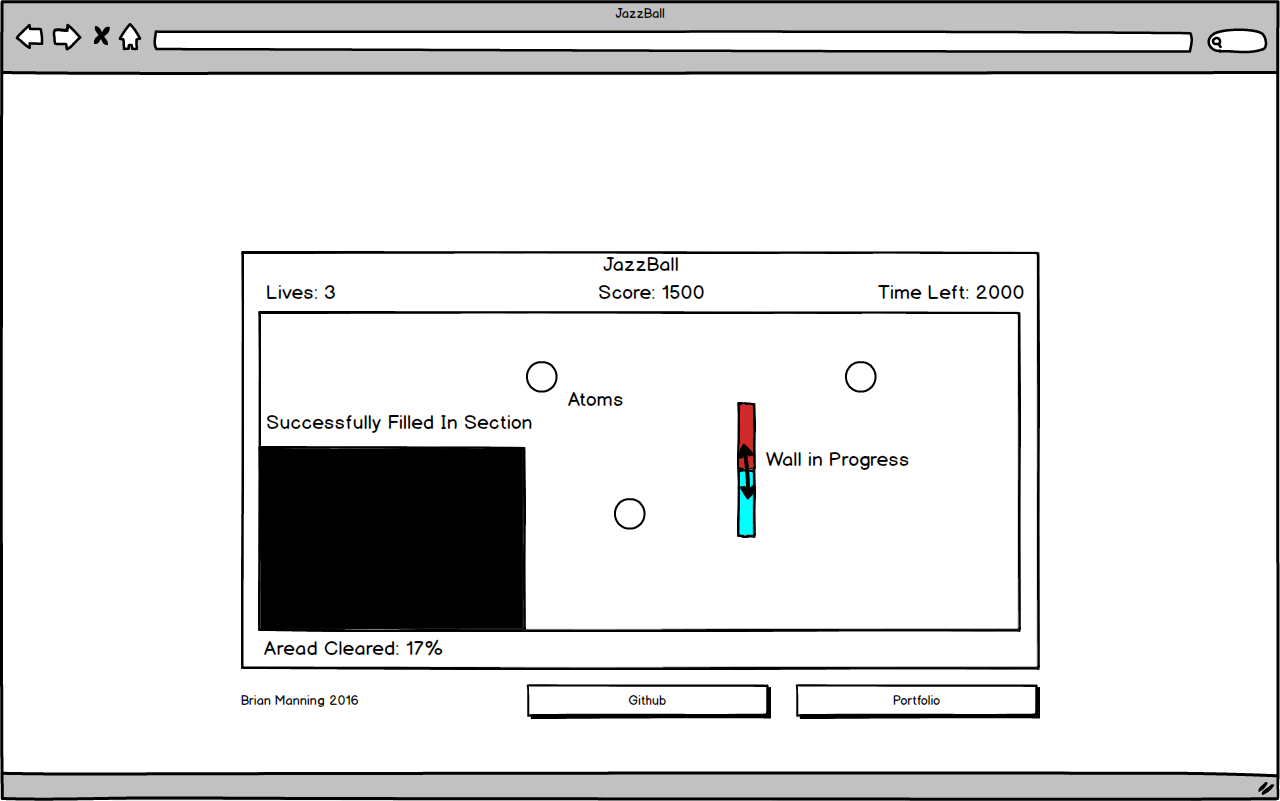 JazzBall
JazzBall
Lives: 3
Score: 1500
Time Left: 2000
Atoms
Successfully Filled In Section
Wall in Progress
Aread Cleared: 17%
Brian Manning 2016
Github
Portfolio